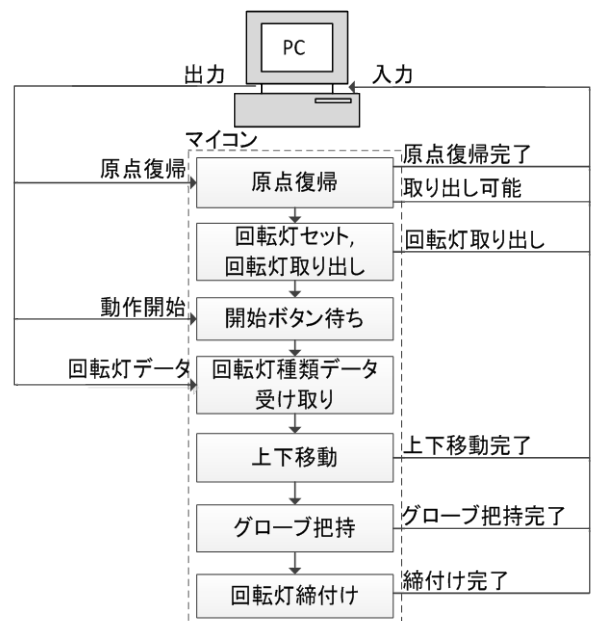 PC
出力
入力
マイコン
原点復帰
原点復帰
原点復帰完了
取り出し可能
回転灯セット,
回転灯取り出し
回転灯取り出し
動作開始
開始ボタン待ち
回転灯データ
回転灯種類データ
受け取り
上下移動
上下移動完了
グローブ把持
グローブ把持完了
回転灯締付け
締付け完了